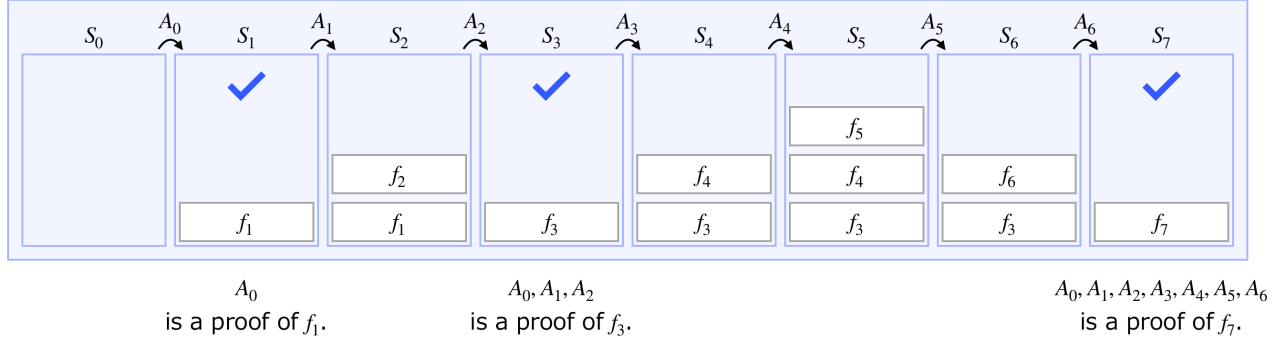 S₀ A₀ S₁ A₁ S₂ A₂ S₃ A₃ S₄ A₄ S₅ A₅ S₆ A₆ S₇
f₅
f₂ f₄ f₄ f₆
f₁ f₁ f₃ f₃ f₃ f₃ f₇
A₀
is a proof of f₁.
A₀, A₁, A₂
is a proof of f₃.
A₀, A₁, A₂, A₃, A₄, A₅, A₆
is a proof of f₇.